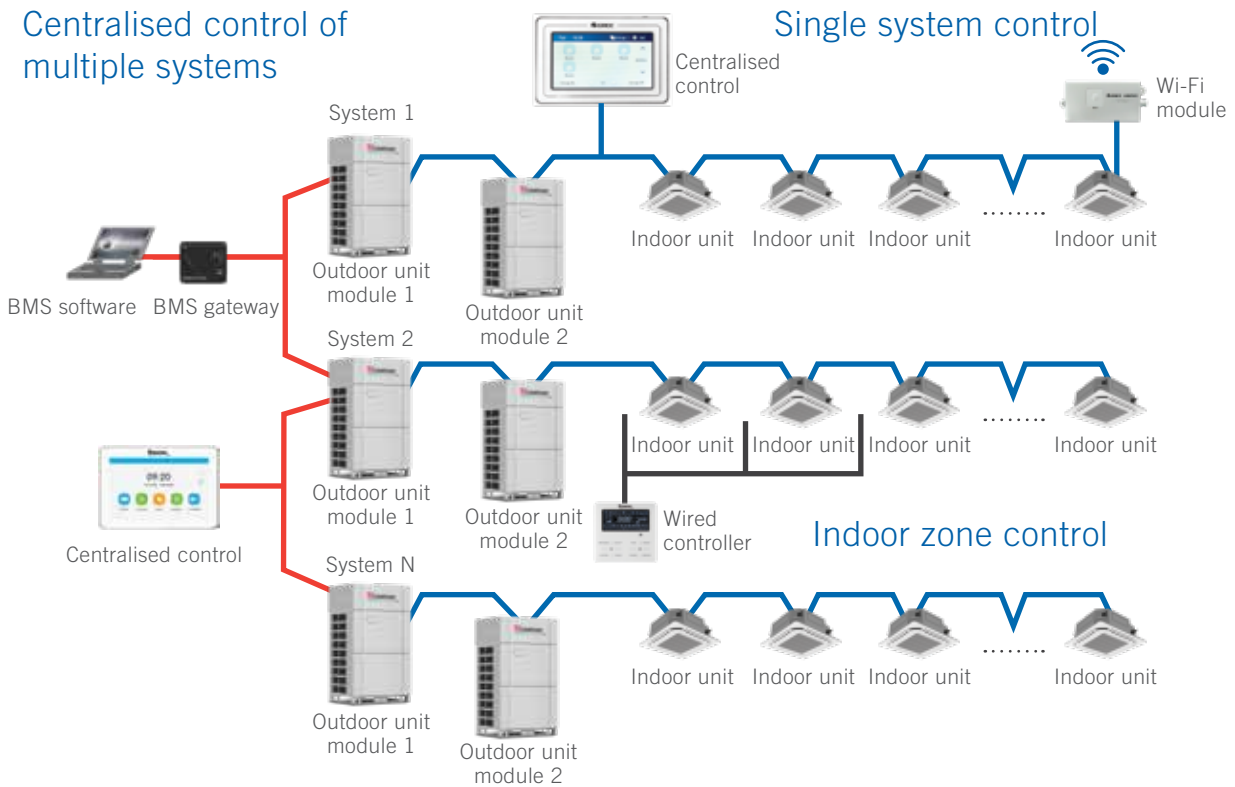 Centralised control of
multiple systems
Single system control
Centralised
control
Wi-Fi
module
System 1
Indoor unit
Indoor unit
Indoor unit
........
Indoor unit
Outdoor unit
module 1
Outdoor unit
module 2
BMS software
BMS gateway
System 2
Indoor unit
Indoor unit
Indoor unit
........
Indoor unit
Outdoor unit
module 1
Outdoor unit
module 2
09:20
Wired
controller
Indoor zone control
Centralised control
System N
Indoor unit
Indoor unit
Indoor unit
........
Indoor unit
Outdoor unit
module 1
Outdoor unit
module 2